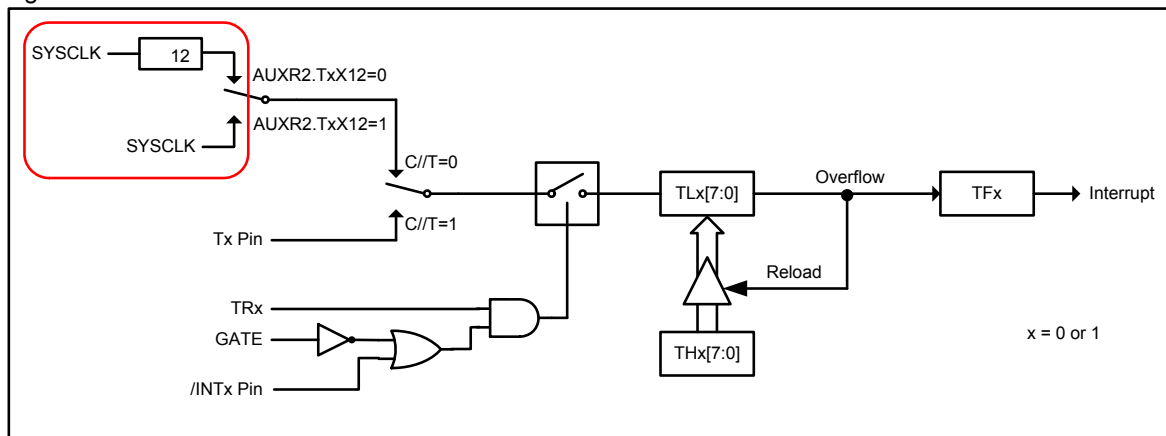 SYSCLK
12
AUXR2.TxX12=0
AUXR2.TxX12=1
SYSCLK
C//T=0
C//T=1
Tx Pin
TLx[7:0]
Overflow
TFx
Interrupt
Reload
TRx
GATE
/INTx Pin
THx[7:0]
x = 0 or 1